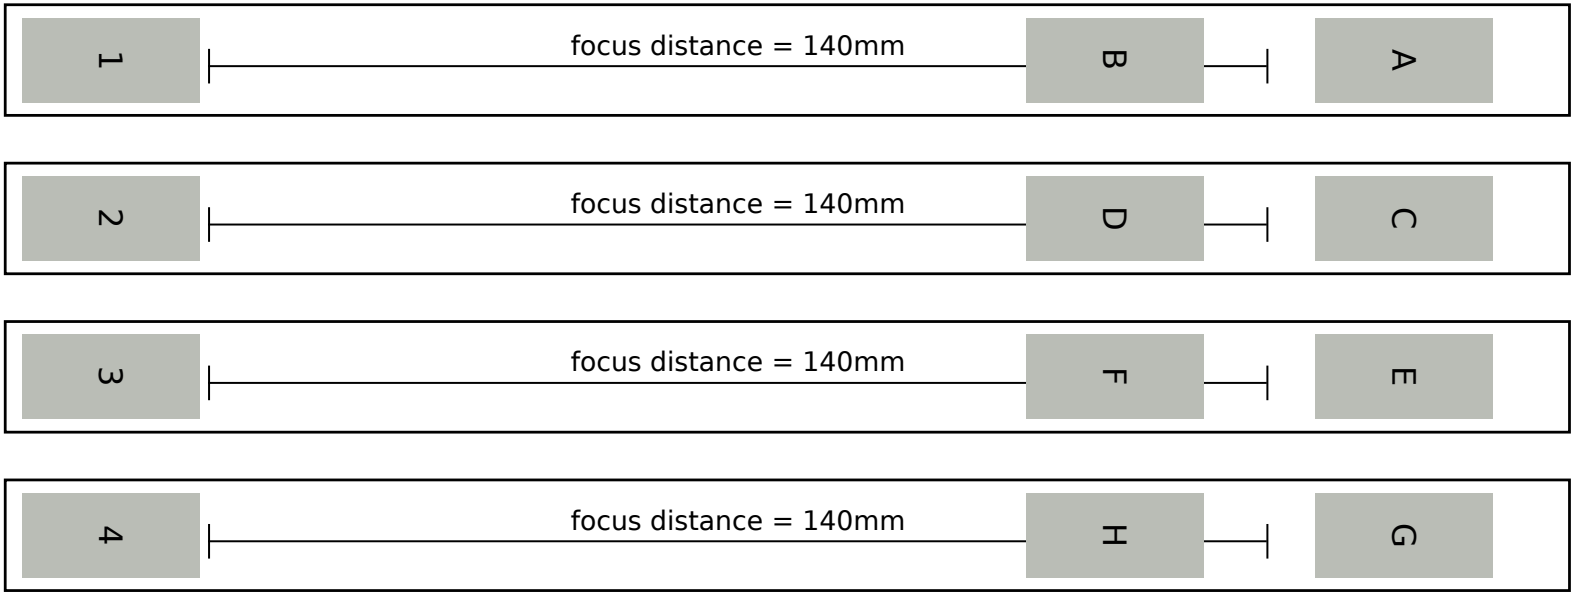 1 focus distance = 140mm B A
2 focus distance = 140mm D C
3 focus distance = 140mm F E
4 focus distance = 140mm H G